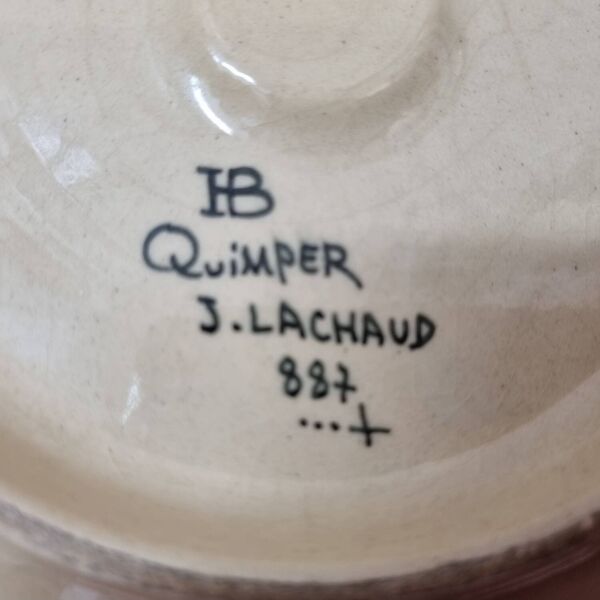 HB
QuiMPER
J.LACHAUD
887
...+